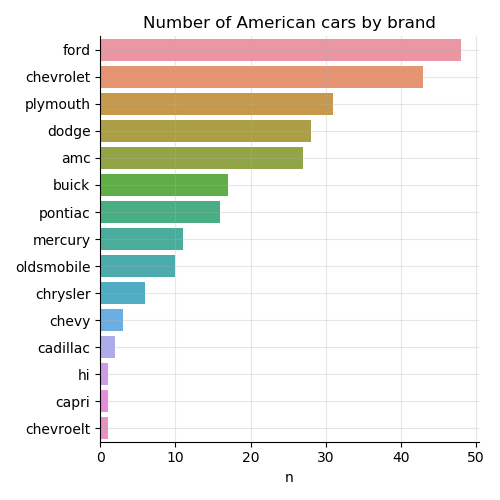 Number of American cars by brand
ford
chevrolet
plymouth
dodge
amc
buick
pontiac
mercury
oldsmobile
chrysler
chevy
cadillac
hi
capri
chevroelt
0 10 20 30 40 50
n